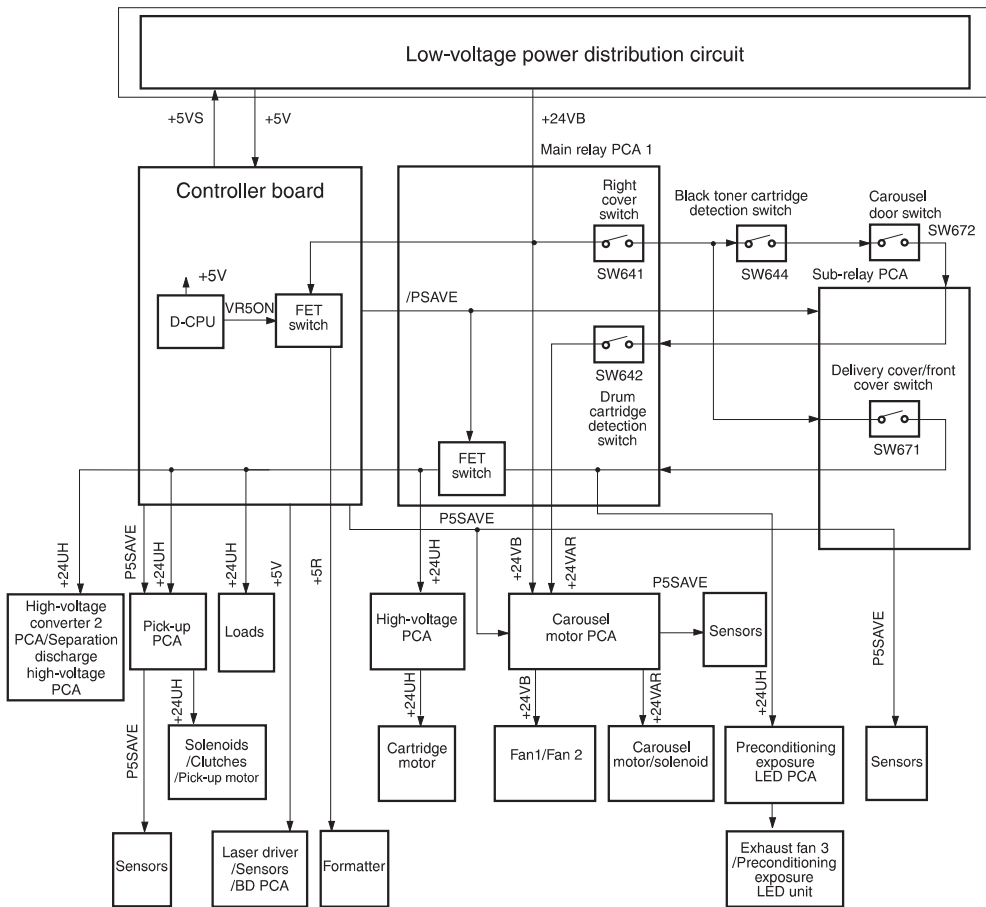 Low-voltage power distribution circuit
+5VS
+5V
+24VB
Main relay PCA 1
Controller board
Right
cover
switch
SW641
Black toner cartridge
detection switch
SW644
Carousel
door switch
SW672
Sub-relay PCA
+5V
D-CPU
VR5ON
FET
switch
/PSAVE
SW642
Drum
cartridge
detection
switch
Delivery cover/front
cover switch
SW671
FET
switch
P5SAVE
+24UH
P5SAVE
+24UH
+24UH
+5V
+5R
+24UH
+24VB
+24VAR
P5SAVE
P5SAVE
High-voltage
converter 2
PCA/Separation
discharge
high-voltage
PCA
Pick-up
PCA
Loads
High-voltage
PCA
Carousel
motor PCA
Sensors
P5SAVE
+24UH
+24UH
+24VB
+24VAR
+24UH
Solenoids
/Clutches
/Pick-up motor
Cartridge
motor
Fan1/Fan 2
Carousel
motor/solenoid
Preconditioning
exposure
LED PCA
Sensors
Sensors
Laser driver
/Sensors
/BD PCA
Formatter
Exhaust fan 3
/Preconditioning
exposure
LED unit